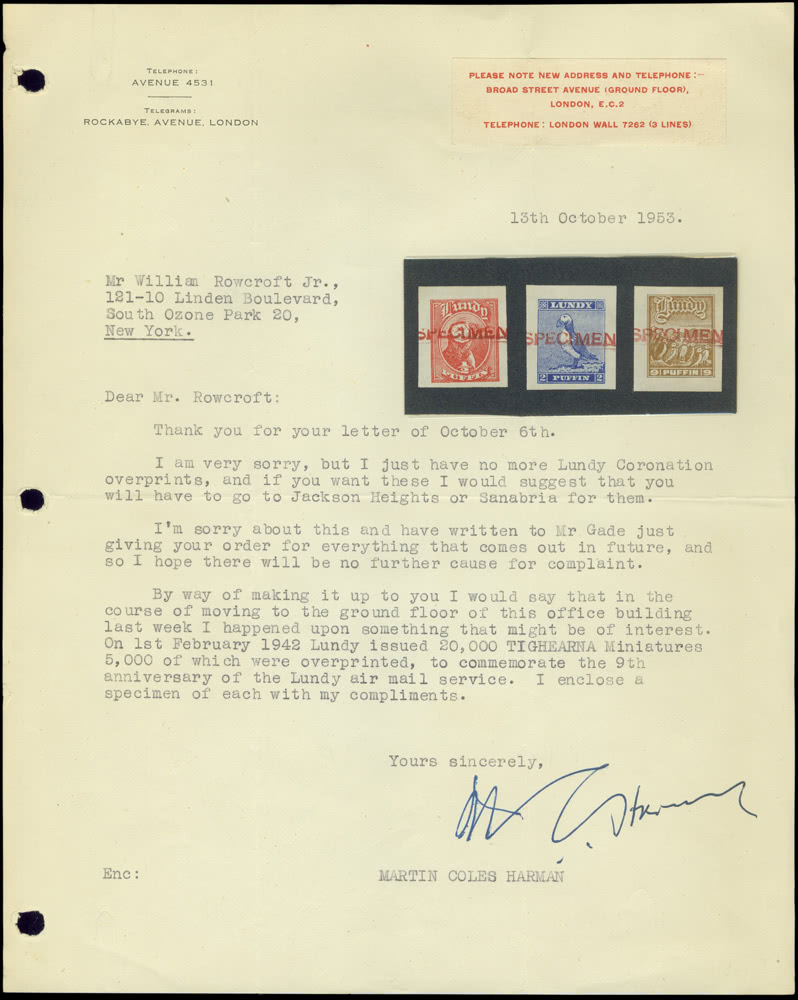 TELEPHONE:
AVENUE 4531
TELEGRAMS:
ROCKABYE, AVENUE, LONDON
PLEASE NOTE NEW ADDRESS AND TELEPHONE:-
BROAD STREET AVENUE (GROUND FLOOR),
LONDON, E.C.2
TELEPHONE: LONDON WALL 7262 (3 LINES)
13th October 1953.
Mr William Rowcroft Jr.,
121-10 Linden Boulevard,
South Ozone Park 20,
New York.
Lundy
SPECIMEN
PUFFIN
LUNDY
SPECIMEN
2 PUFFIN 2
Lundy
SPECIMEN
9 PUFFIN 9
Dear Mr. Rowcroft:
Thank you for your letter of October 6th.
I am very sorry, but I just have no more Lundy Coronation
overprints, and if you want these I would suggest that you
will have to go to Jackson Heights or Sanabria for them.
I'm sorry about this and have written to Mr Gade just
giving your order for everything that comes out in future, and
so I hope there will be no further cause for complaint.
By way of making it up to you I would say that in the
course of moving to the ground floor of this office building
last week I happened upon something that might be of interest.
On 1st February 1942 Lundy issued 20,000 TIGHEARNA Miniatures
5,000 of which were overprinted, to commemorate the 9th
anniversary of the Lundy air mail service. I enclose a
specimen of each with my compliments.
Yours sincerely,
M. C. Harman
Enc:
MARTIN COLES HARMAN